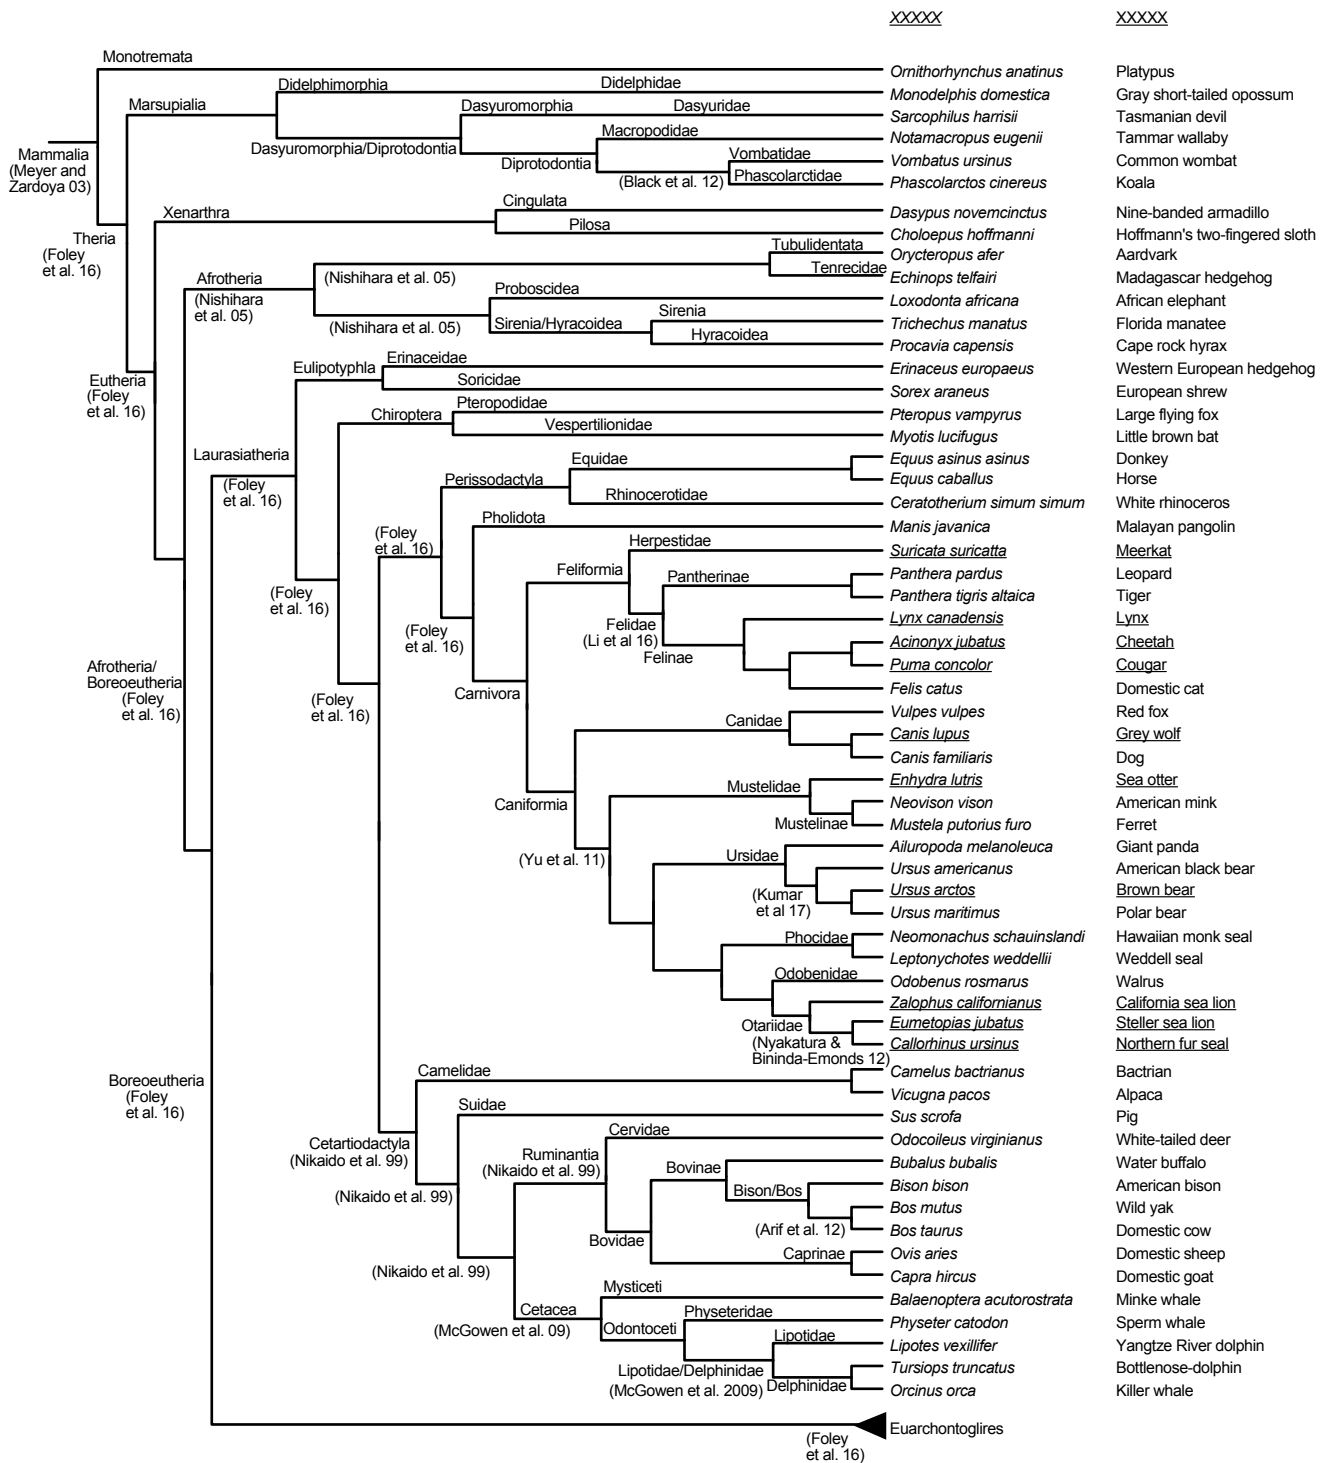 XXXXX XXXXX
Monotremata
Ornithorhynchus anatinus Platypus
Didelphimorphia Didelphidae
Monodelphis domestica Gray short-tailed opossum
Marsupialia Dasyuromorphia Dasyuridae
Sarcophilus harrisii Tasmanian devil
Macropodidae
Notamacropus eugenii Tammar wallaby
Dasyuromorphia/Diprotodontia
Mammalia
(Meyer and
Zardoya 03)
Diprotodontia Vombatidae
Vombatus ursinus Common wombat
(Black et al. 12) Phascolarctidae
Phascolarctos cinereus Koala
Cingulata
Xenarthra
Dasypus novemcinctus Nine-banded armadillo
Pilosa
Choloepus hoffmanni Hoffmann's two-fingered sloth
Theria
(Foley
et al. 16)
Tubulidentata
Orycteropus afer Aardvark
Tenrecidae
Echinops telfairi Madagascar hedgehog
Afrotheria
(Nishihara
et al. 05)
(Nishihara et al. 05)
Proboscidea
Loxodonta africana African elephant
Sirenia
(Nishihara et al. 05) Sirenia/Hyracoidea
Trichechus manatus Florida manatee
Hyracoidea
Procavia capensis Cape rock hyrax
Erinaceidae
Eulipotyphla
Erinaceus europaeus Western European hedgehog
Eutheria
(Foley
et al. 16)
Soricidae
Sorex araneus European shrew
Pteropodidae
Chiroptera
Pteropus vampyrus Large flying fox
Vespertilionidae
Myotis lucifugus Little brown bat
Laurasiatheria
(Foley
et al. 16)
Equidae
Equus asinus asinus Donkey
Perissodactyla
Equus caballus Horse
Rhinocerotidae
Ceratotherium simum simum White rhinoceros
Pholidota
Manis javanica Malayan pangolin
(Foley
et al. 16)
Herpestidae
Suricata suricatta Meerkat
Feliformia Pantherinae
Panthera pardus Leopard
Panthera tigris altaica Tiger
(Foley
et al. 16)
Lynx canadensis Lynx
Felidae
(Li et al 16)
(Foley
et al. 16)
Acinonyx jubatus Cheetah
Felinae
Puma concolor Cougar
Afrotheria/
Boreoeutheria
(Foley
et al. 16)
Carnivora
Felis catus Domestic cat
(Foley
et al. 16)
Vulpes vulpes Red fox
Canidae
Canis lupus Grey wolf
Canis familiaris Dog
Enhydra lutris Sea otter
Mustelidae
Caniformia
Neovison vison American mink
Mustelinae
Mustela putorius furo Ferret
Ailuropoda melanoleuca Giant panda
(Yu et al. 11) Ursidae
Ursus americanus American black bear
(Kumar
et al 17)
Ursus arctos Brown bear
Ursus maritimus Polar bear
Phocidae
Neomonachus schauinslandi Hawaiian monk seal
Leptonychotes weddellii Weddell seal
Odobenidae
Odobenus rosmarus Walrus
Zalophus californianus California sea lion
Otariidae
(Nyakatura &
Bininda-Emonds 12)
Eumetopias jubatus Steller sea lion
Callorhinus ursinus Northern fur seal
Camelidae
Camelus bactrianus Bactrian
Boreoeutheria
(Foley
et al. 16)
Vicugna pacos Alpaca
Suidae
Sus scrofa Pig
Cervidae
Odocoileus virginianus White-tailed deer
Cetartiodactyla
(Nikaido et al. 99)
Ruminantia
(Nikaido et al. 99)
Bovinae
Bubalus bubalis Water buffalo
Bison/Bos
Bison bison American bison
(Nikaido et al. 99)
Bos mutus Wild yak
(Arif et al. 12)
Bos taurus Domestic cow
Bovidae
Caprinae
Ovis aries Domestic sheep
(Nikaido et al. 99)
Capra hircus Domestic goat
Mysticeti
Balaenoptera acutorostrata Minke whale
Cetacea
(McGowen et al. 09)
Physeteridae
Physeter catodon Sperm whale
Odontoceti
Lipotidae
Lipotes vexillifer Yangtze River dolphin
Lipotidae/Delphinidae
(McGowen et al. 2009)
Tursiops truncatus Bottlenose-dolphin
Delphinidae
Orcinus orca Killer whale
Euarchontoglires
(Foley
et al. 16)